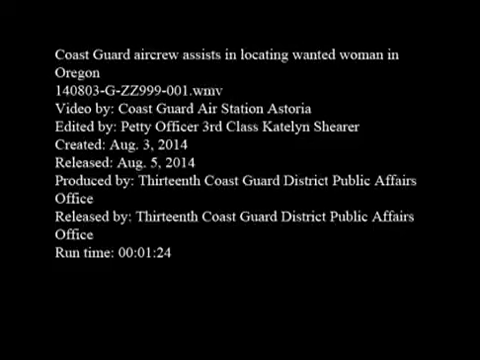 Coast Guard aircrew assists in locating wanted woman in
Oregon
140803-G-ZZ999-001.wmv
Video by: Coast Guard Air Station Astoria
Edited by: Petty Officer 3rd Class Katelyn Shearer
Created: Aug. 3, 2014
Released: Aug. 5, 2014
Produced by: Thirteenth Coast Guard District Public Affairs
Office
Released by: Thirteenth Coast Guard District Public Affairs
Office
Run time: 00:01:24